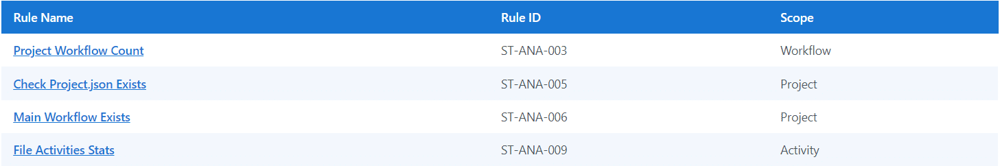 Rule Name Rule ID Scope
Project Workflow Count ST-ANA-003 Workflow
Check Project.json Exists ST-ANA-005 Project
Main Workflow Exists ST-ANA-006 Project
File Activities Stats ST-ANA-009 Activity